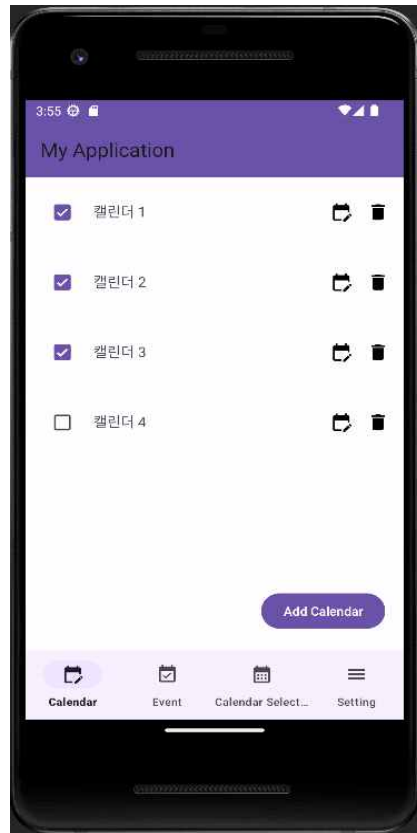 3:55
My Application
캘린더 1
캘린더 2
캘린더 3
캘린더 4
Add Calendar
Calendar
Event
Calendar Select...
Setting